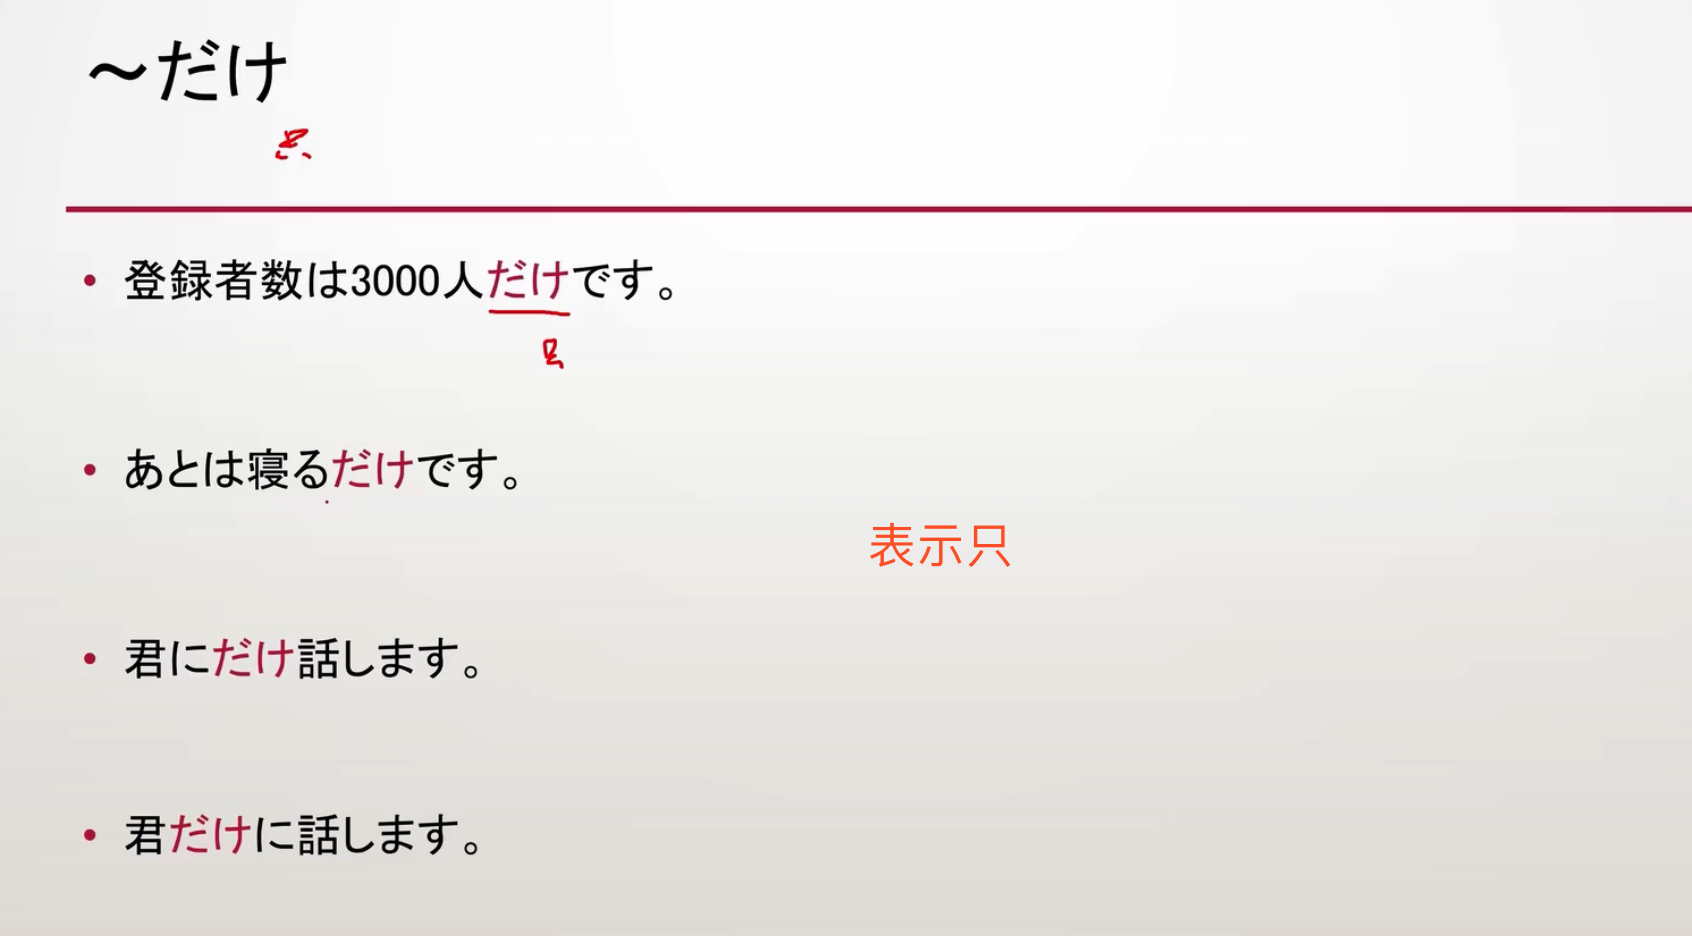 ～だけ
只
• 登録者数は3000人だけです。
只
• あとは寝るだけです。
表示只
• 君にだけ話します。
• 君だけに話します。